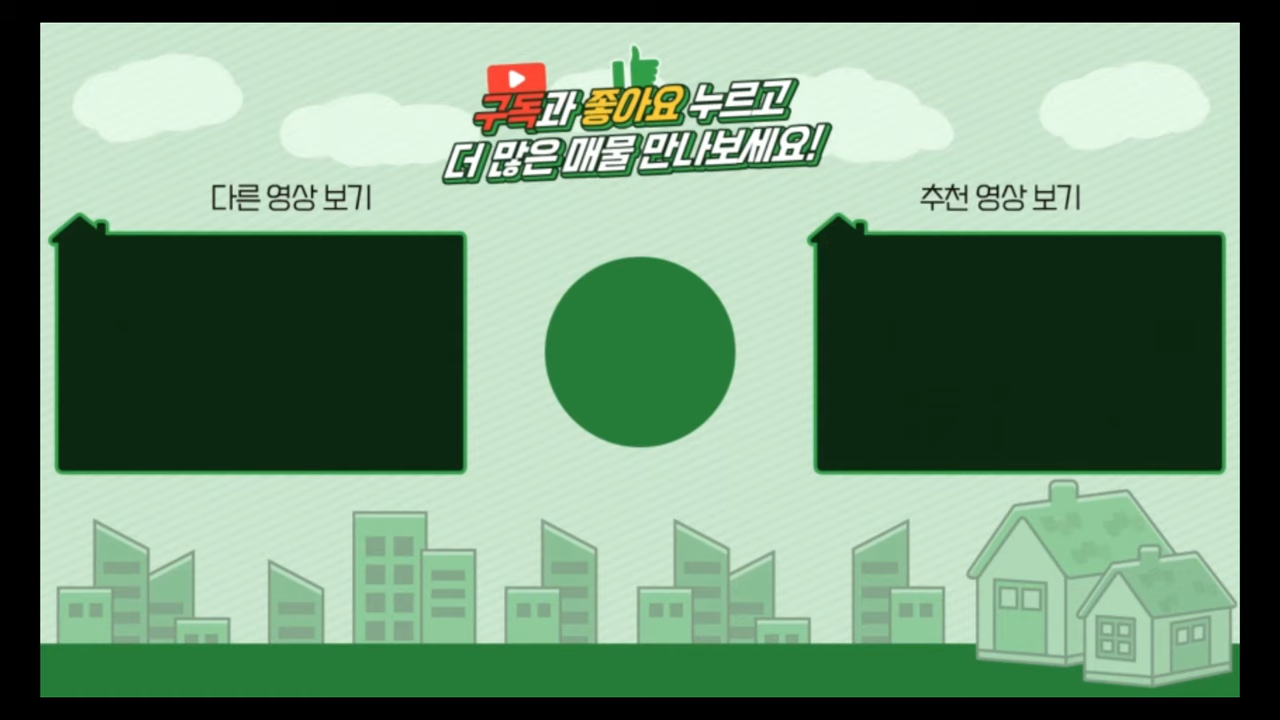 구독과 좋아요 누르고
더 많은 매물 만나보세요!
다른 영상 보기
추천 영상 보기